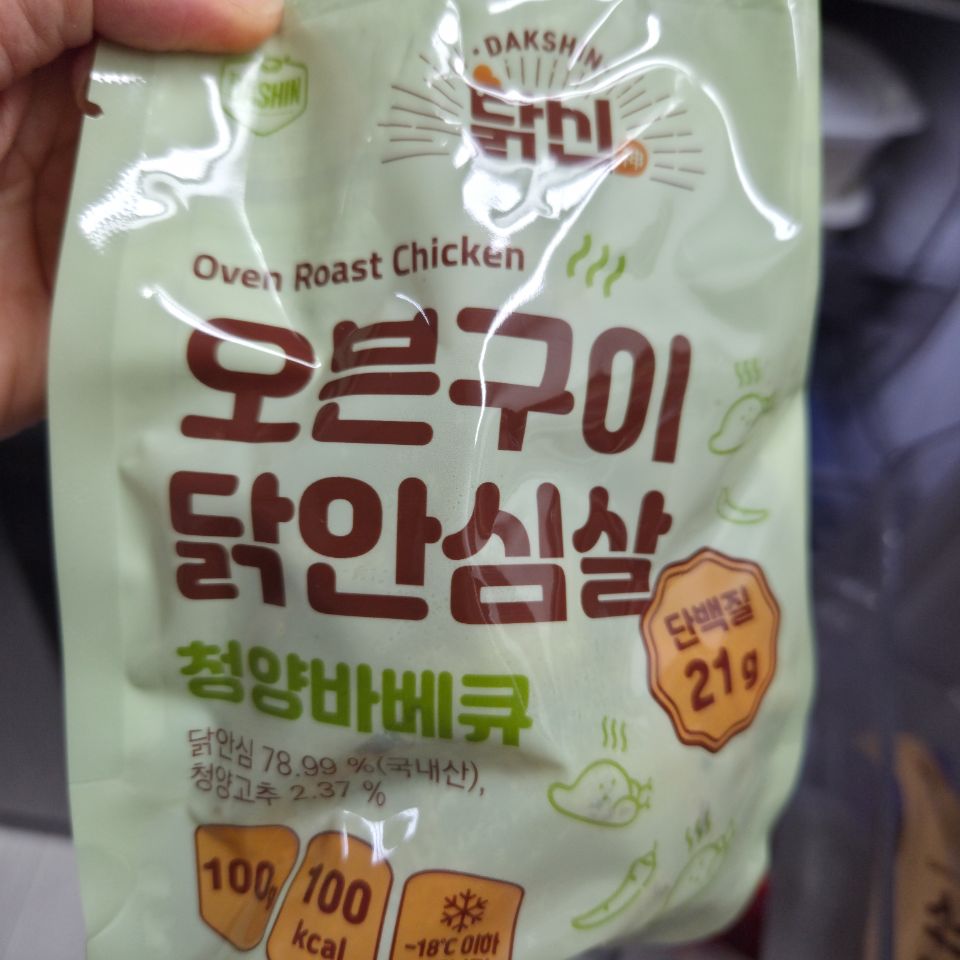 SHIN
· DAKSHIN
닭신
神
Oven Roast Chicken
오븐구이
닭안심살
단백질
21g
청양바베큐
닭안심 78.99 %(국내산),
청양고추 2.37 %
100g
100
kcal
-18℃ 이하